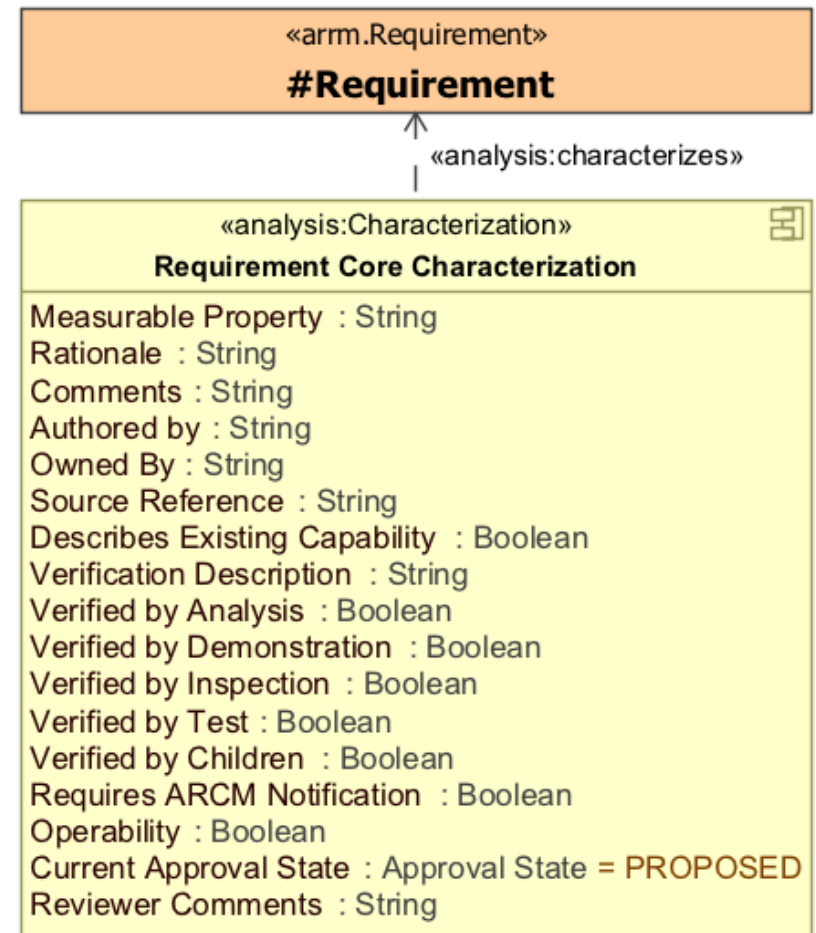 «arrm.Requirement»
#Requirement
«analysis:characterizes»
«analysis:Characterization»
Requirement Core Characterization
Measurable Property : String
Rationale : String
Comments : String
Authored by : String
Owned By : String
Source Reference : String
Describes Existing Capability : Boolean
Verification Description : String
Verified by Analysis : Boolean
Verified by Demonstration : Boolean
Verified by Inspection : Boolean
Verified by Test : Boolean
Verified by Children : Boolean
Requires ARCM Notification : Boolean
Operability : Boolean
Current Approval State : Approval State = PROPOSED
Reviewer Comments : String